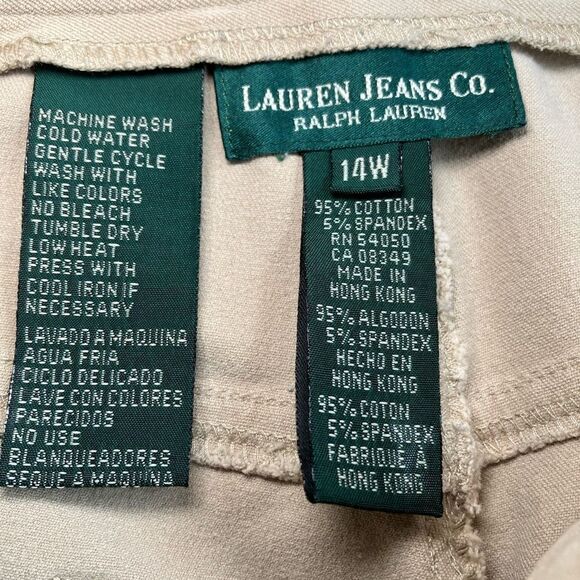 MACHINE WASH
COLD WATER
GENTLE CYCLE
WASH WITH
LIKE COLORS
NO BLEACH
TUMBLE DRY
LOW HEAT
PRESS WITH
COOL IRON IF
NECESSARY
LAVADO A MAQUINA
AGUA FRIA
CICLO DELICADO
LAVE CON COLORES
PARECIDOS
NO USE
BLANQUEADORES
SEQUE A MAQUINA
LAUREN JEANS CO.
RALPH LAUREN
14W
95% COTTON
5% SPANDEX
RN 54050
CA 08349
MADE IN
HONG KONG
95% ALGODON
5% SPANDEX
HECHO EN
HONG KONG
95% COTON
5% SPANDEX
FABRIQUE A
HONG KONG